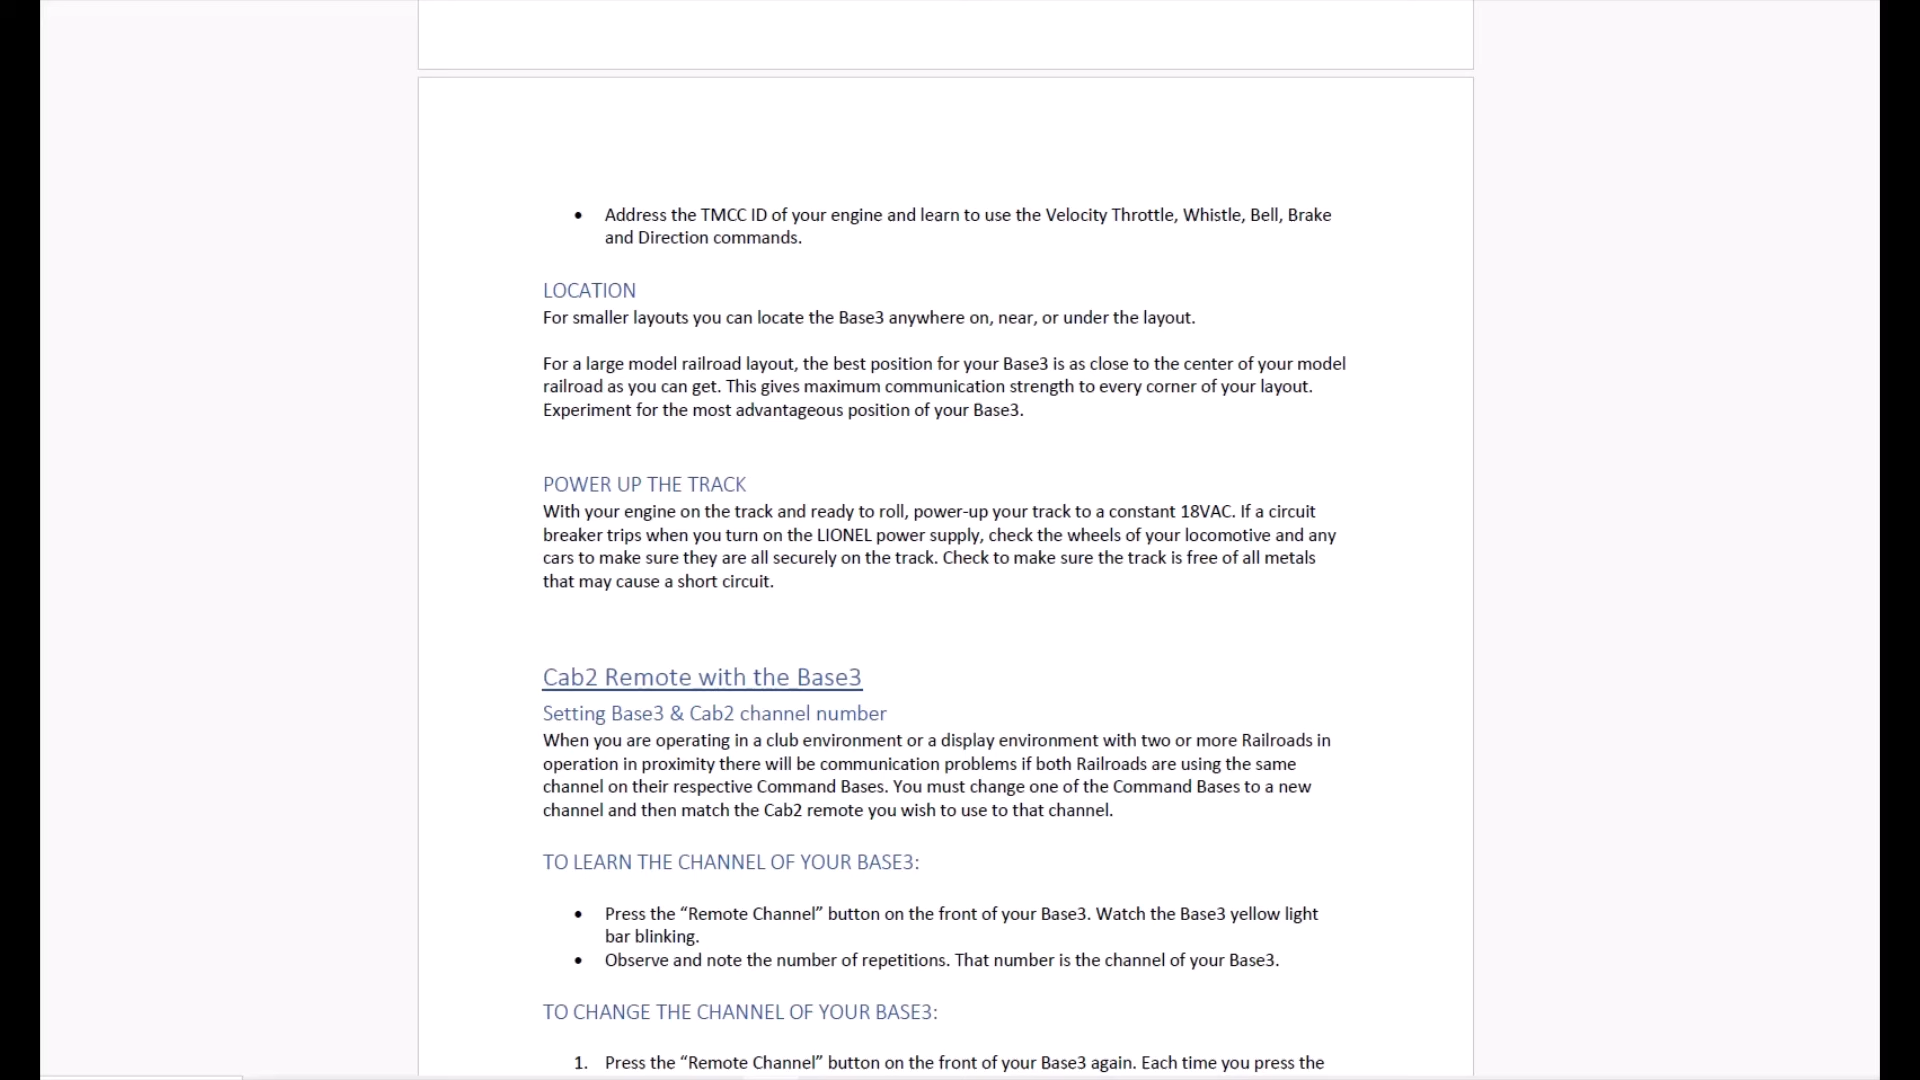 • Address the TMCC ID of your engine and learn to use the Velocity Throttle, Whistle, Bell, Brake
and Direction commands.
LOCATION
For smaller layouts you can locate the Base3 anywhere on, near, or under the layout.
For a large model railroad layout, the best position for your Base3 is as close to the center of your model
railroad as you can get. This gives maximum communication strength to every corner of your layout.
Experiment for the most advantageous position of your Base3.
POWER UP THE TRACK
With your engine on the track and ready to roll, power-up your track to a constant 18VAC. If a circuit
breaker trips when you turn on the LIONEL power supply, check the wheels of your locomotive and any
cars to make sure they are all securely on the track. Check to make sure the track is free of all metals
that may cause a short circuit.
Cab2 Remote with the Base3
Setting Base3 & Cab2 channel number
When you are operating in a club environment or a display environment with two or more Railroads in
operation in proximity there will be communication problems if both Railroads are using the same
channel on their respective Command Bases. You must change one of the Command Bases to a new
channel and then match the Cab2 remote you wish to use to that channel.
TO LEARN THE CHANNEL OF YOUR BASE3:
• Press the “Remote Channel” button on the front of your Base3. Watch the Base3 yellow light
bar blinking.
• Observe and note the number of repetitions. That number is the channel of your Base3.
TO CHANGE THE CHANNEL OF YOUR BASE3:
1. Press the “Remote Channel” button on the front of your Base3 again. Each time you press the